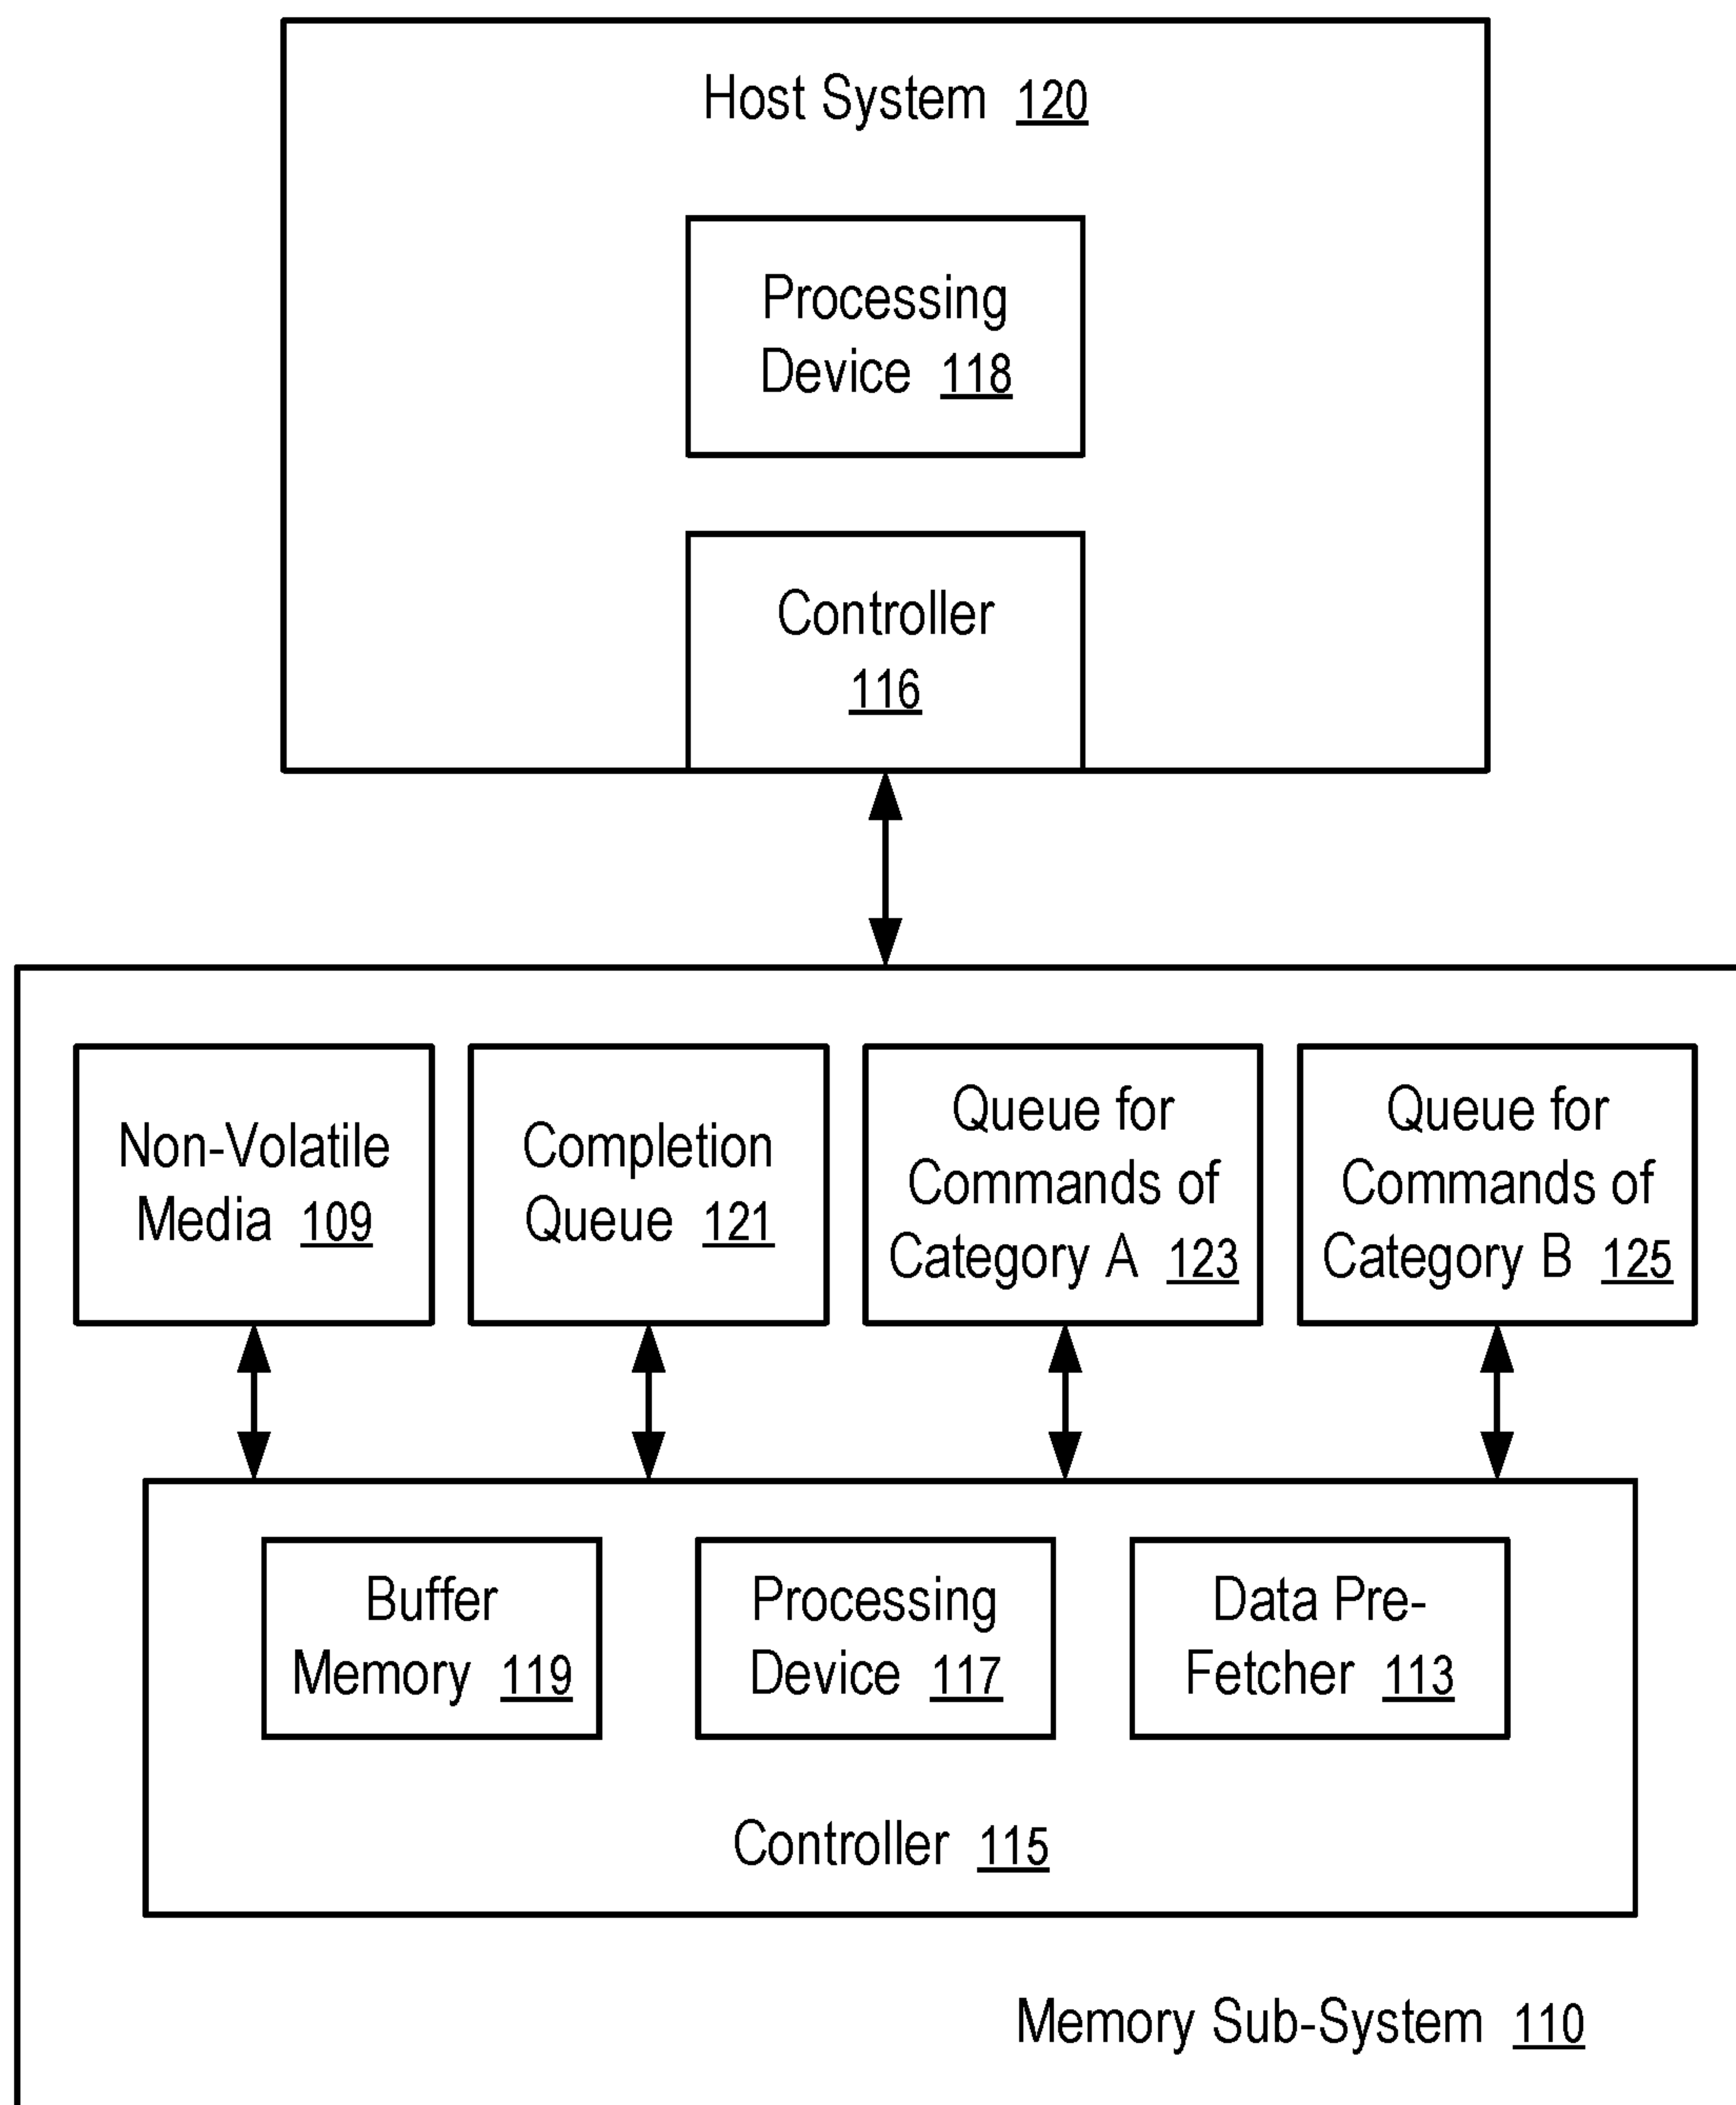 Host System 120
Processing
Device 118
Controller
116
Non-Volatile
Media 109
Completion
Queue 121
Queue for
Commands of
Category A 123
Queue for
Commands of
Category B 125
Buffer
Memory 119
Processing
Device 117
Data Pre-
Fetcher 113
Controller 115
Memory Sub-System 110